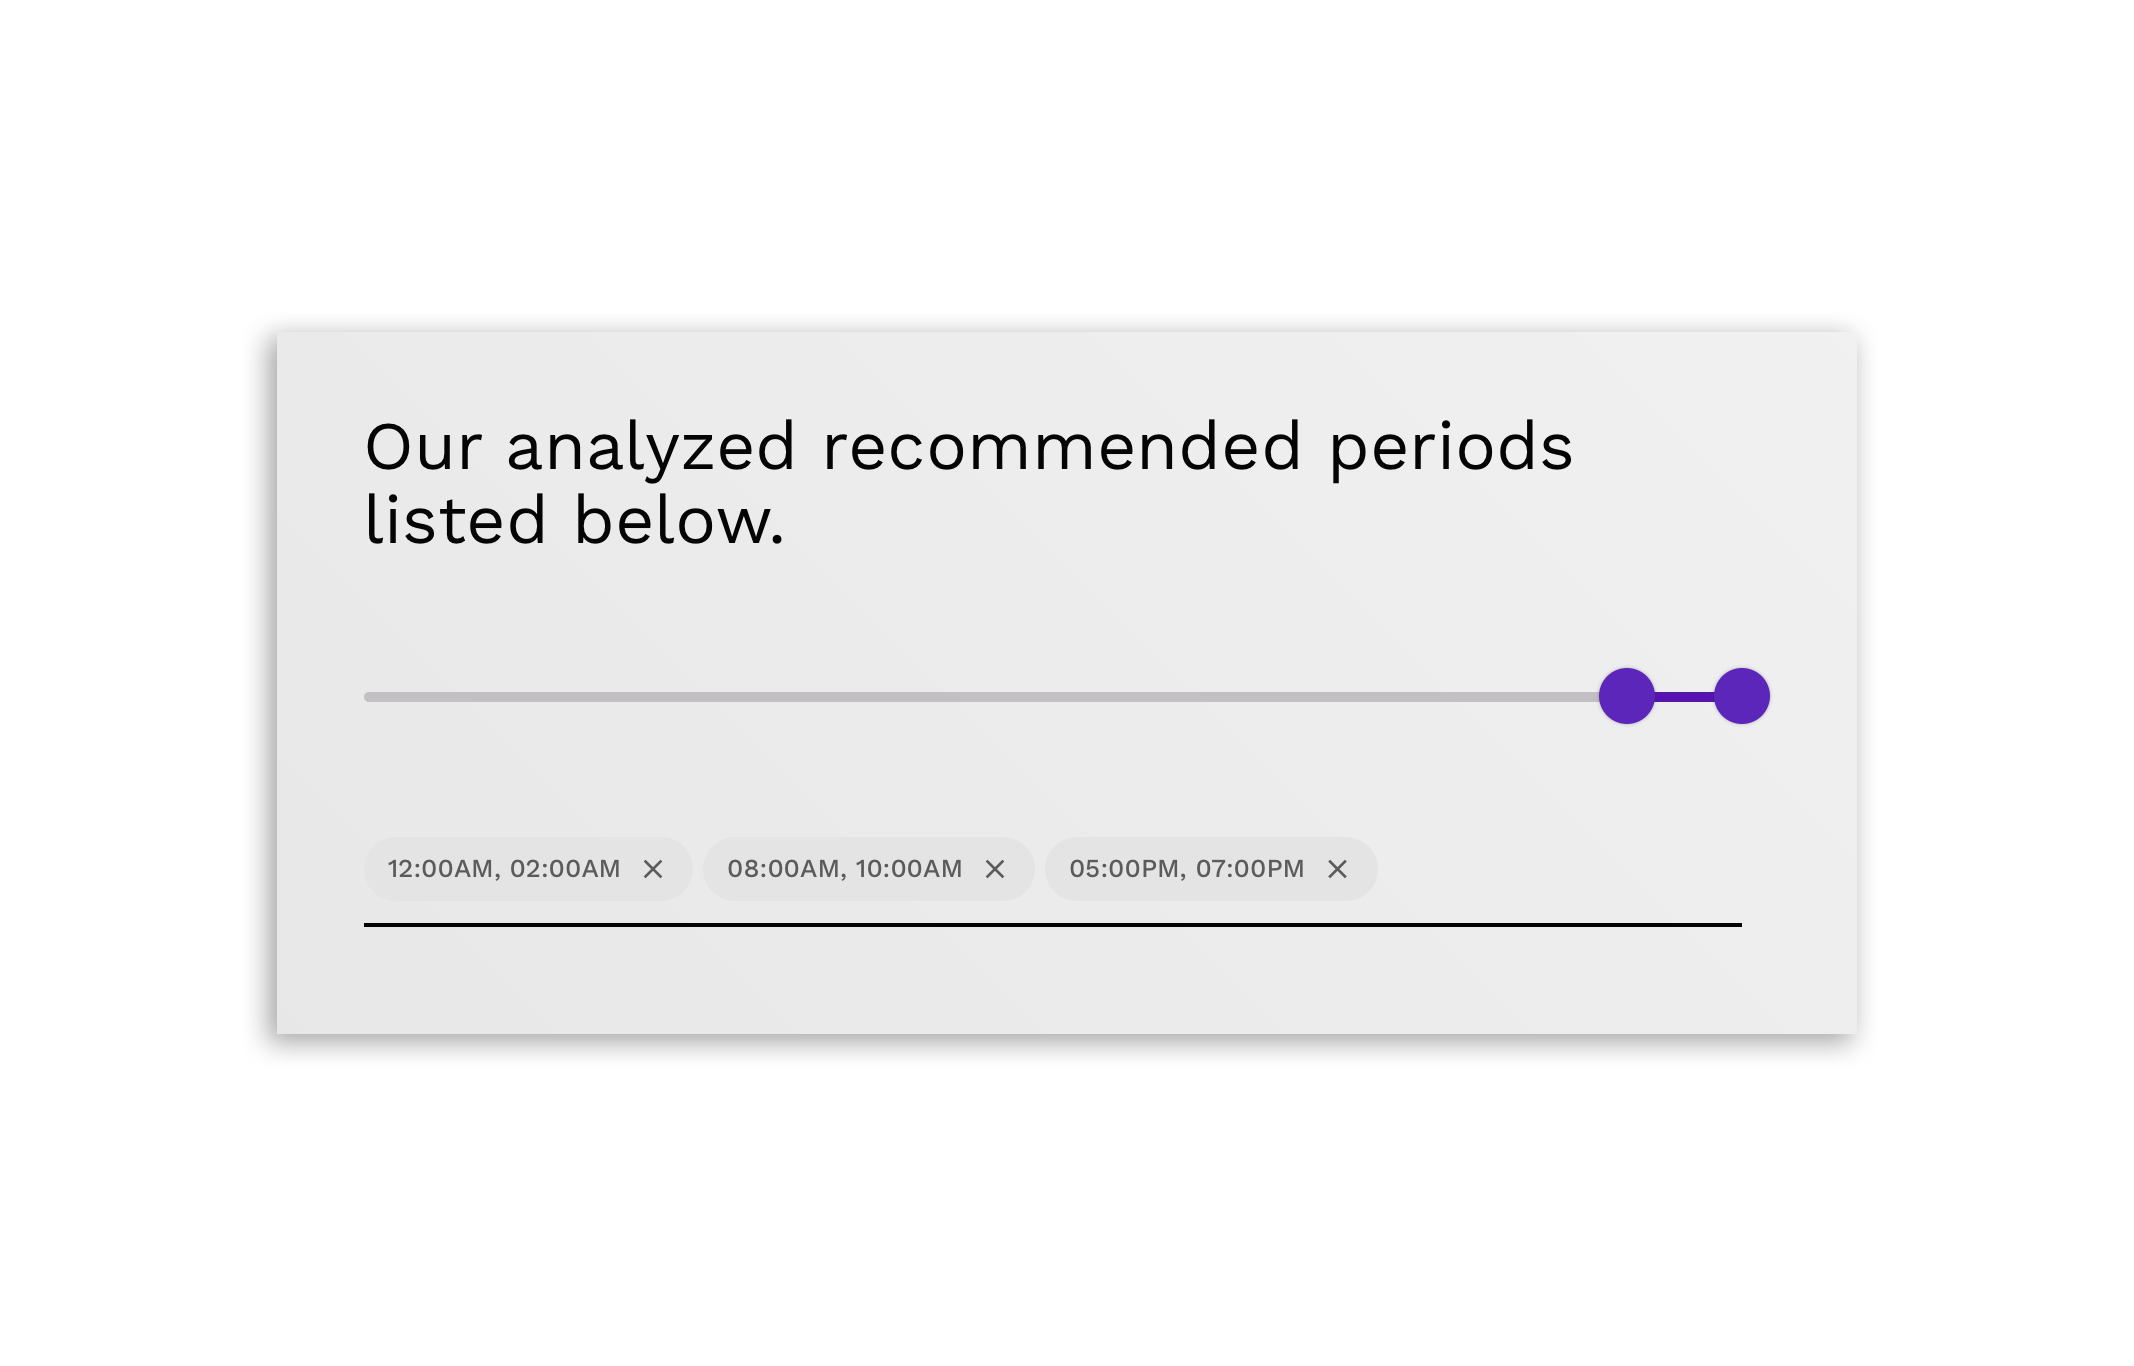 Our analyzed recommended periods
listed below.
12:00AM, 02:00AM
08:00AM, 10:00AM
05:00PM, 07:00PM